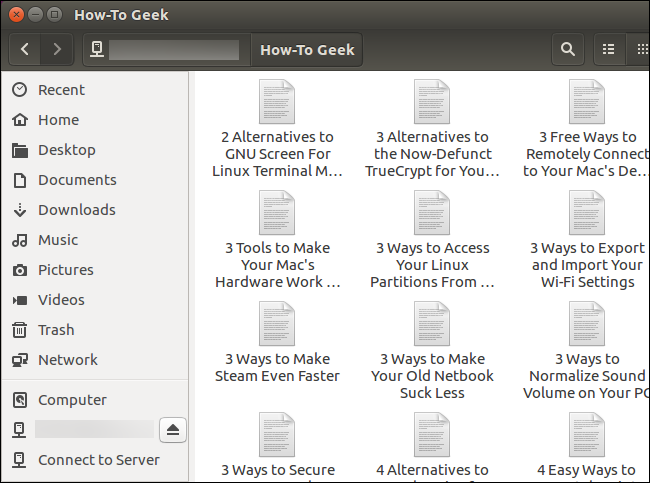 How-To Geek
How-To Geek
Recent
Home
Desktop
Documents
Downloads
Music
Pictures
Videos
Trash
Network
Computer
Connect to Server
2 Alternatives to
GNU Screen For
Linux Terminal M…
3 Alternatives to
the Now-Defunct
TrueCrypt for You…
3 Free Ways to
Remotely Connect
to Your Mac's De…
3 Tools to Make
Your Mac's
Hardware Work …
3 Ways to Access
Your Linux
Partitions From …
3 Ways to Export
and Import Your
Wi-Fi Settings
3 Ways to Make
Steam Even Faster
3 Ways to Make
Your Old Netbook
Suck Less
3 Ways to
Normalize Sound
Volume on Your PC
3 Ways to Secure
4 Alternatives to
4 Easy Ways to